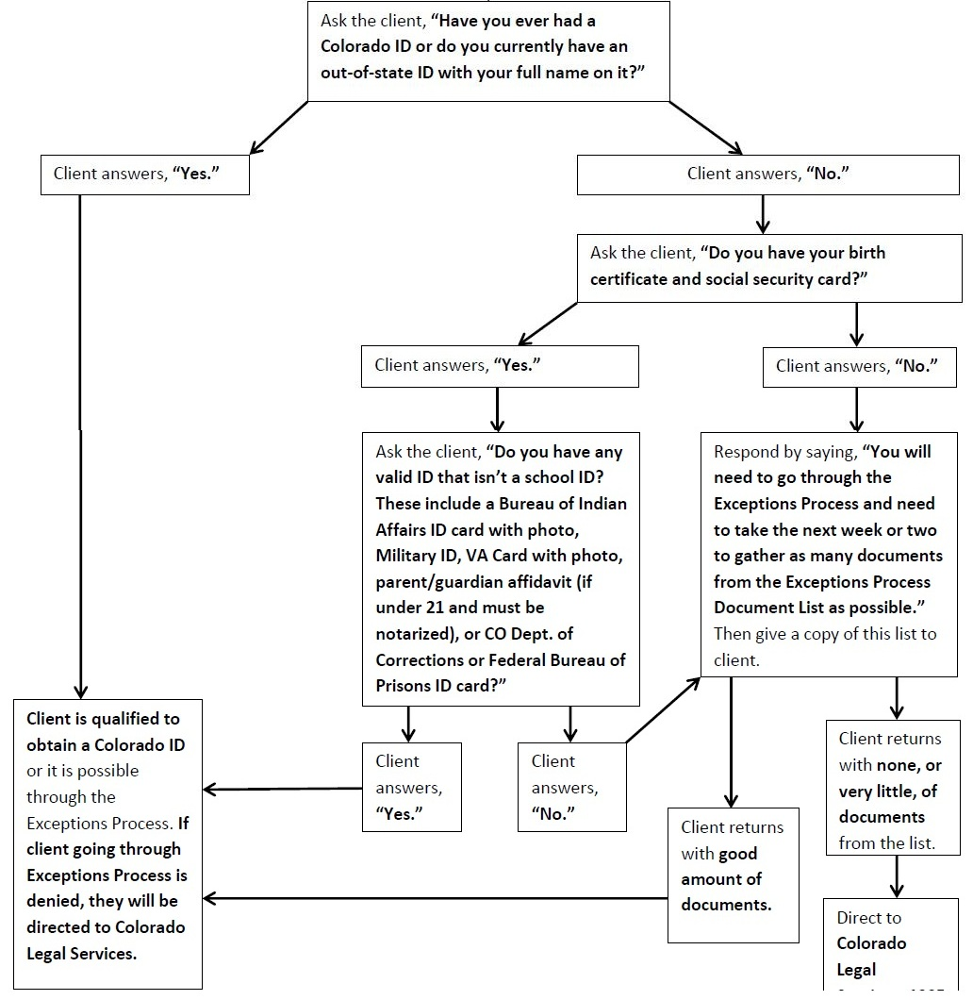 Ask the client, “Have you ever had a
Colorado ID or do you currently have an
out-of-state ID with your full name on it?”
Client answers, “Yes.”
Client answers, “No.”
Ask the client, “Do you have your birth
certificate and social security card?”
Client answers, “Yes.”
Client answers, “No.”
Ask the client, “Do you have any
valid ID that isn’t a school ID?
These include a Bureau of Indian
Affairs ID card with photo,
Military ID, VA Card with photo,
parent/guardian affidavit (if
under 21 and must be
notarized), or CO Dept. of
Corrections or Federal Bureau of
Prisons ID card?”
Respond by saying, “You will
need to go through the
Exceptions Process and need
to take the next week or two
to gather as many documents
from the Exceptions Process
Document List as possible.”
Then give a copy of this list to
client.
Client is qualified to
obtain a Colorado ID
or it is possible
through the
Exceptions Process. If
client going through
Exceptions Process is
denied, they will be
directed to Colorado
Legal Services.
Client
answers,
“Yes.”
Client
answers,
“No.”
Client returns
with good
amount of
documents.
Client returns
with none, or
very little, of
documents
from the list.
Direct to
Colorado
Legal